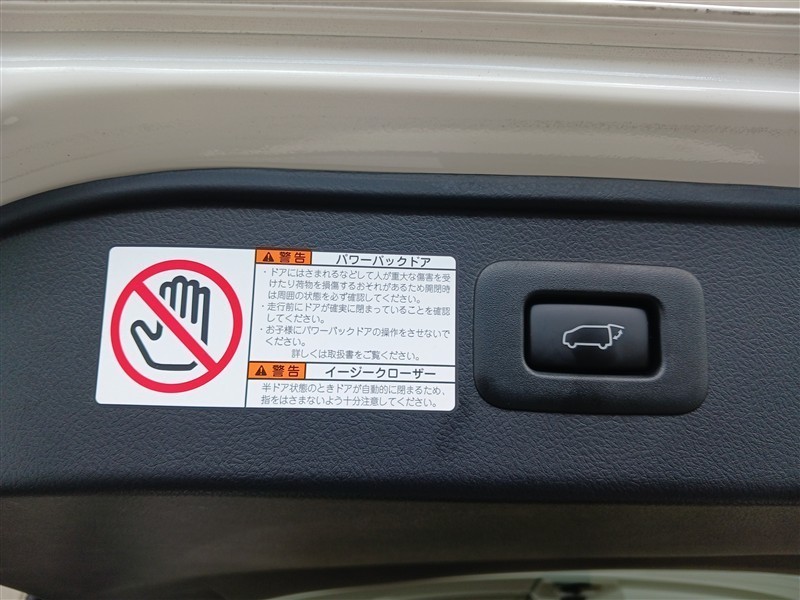 警告 パワーバックドア
・ドアにはさまれるなどして人が重大な傷害を受
けたり荷物を損傷するおそれがあるため開閉時
は周囲の状態を必ず確認してください。
・走行前にドアが確実に閉まっていることを確認
してください。
・お子様にパワーバックドアの操作をさせないで
ください。
詳しくは取扱書をご覧ください。
警告 イージークローザー
半ドア状態のときドアが自動的に閉まるため、
指をはさまないよう十分注意してください。